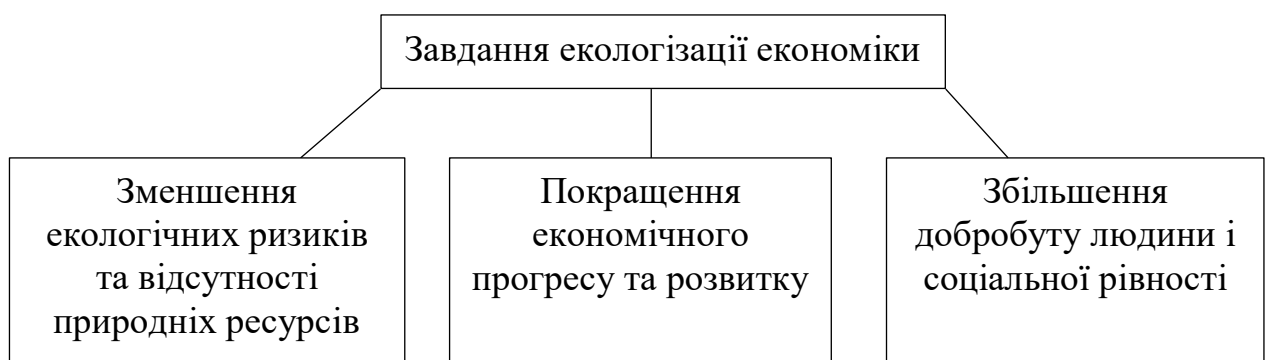 Завдання екологізації економіки
Зменшення
екологічних ризиків
та відсутності
природніх ресурсів
Покращення
економічного
прогресу та розвитку
Збільшення
добробуту людини і
соціальної рівності